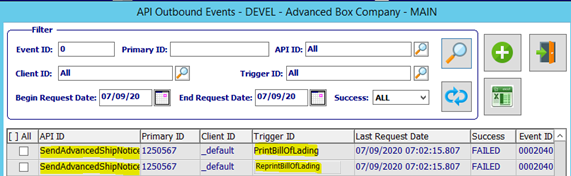 API Outbound Events - DEVEL - Advanced Box Company - MAIN
Filter
Event ID: 0 Primary ID: API ID: All
Client ID: All Trigger ID: All
Begin Request Date: 07/09/20 End Request Date: 07/09/20 Success: ALL
[ ] All API ID Primary ID Client ID Trigger ID Last Request Date Success Event ID
SendAdvancedShipNotice 1250567 _default PrintBillOfLading 07/09/2020 07:02:15.807 FAILED 0002040
SendAdvancedShipNotice 1250567 _default ReprintBillOfLading 07/09/2020 07:02:15.807 FAILED 0002040